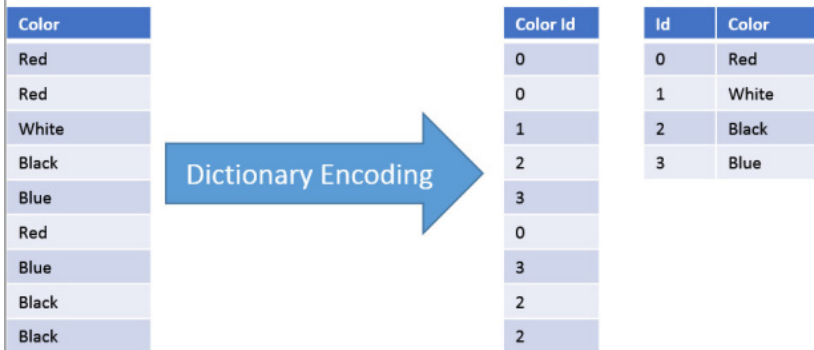 Color Color Id Id Color
Red 0 0 Red
Red 0 1 White
White 1 2 Black
Black 2 3 Blue
Dictionary Encoding
Blue 3
Red 0
Blue 3
Black 2
Black 2